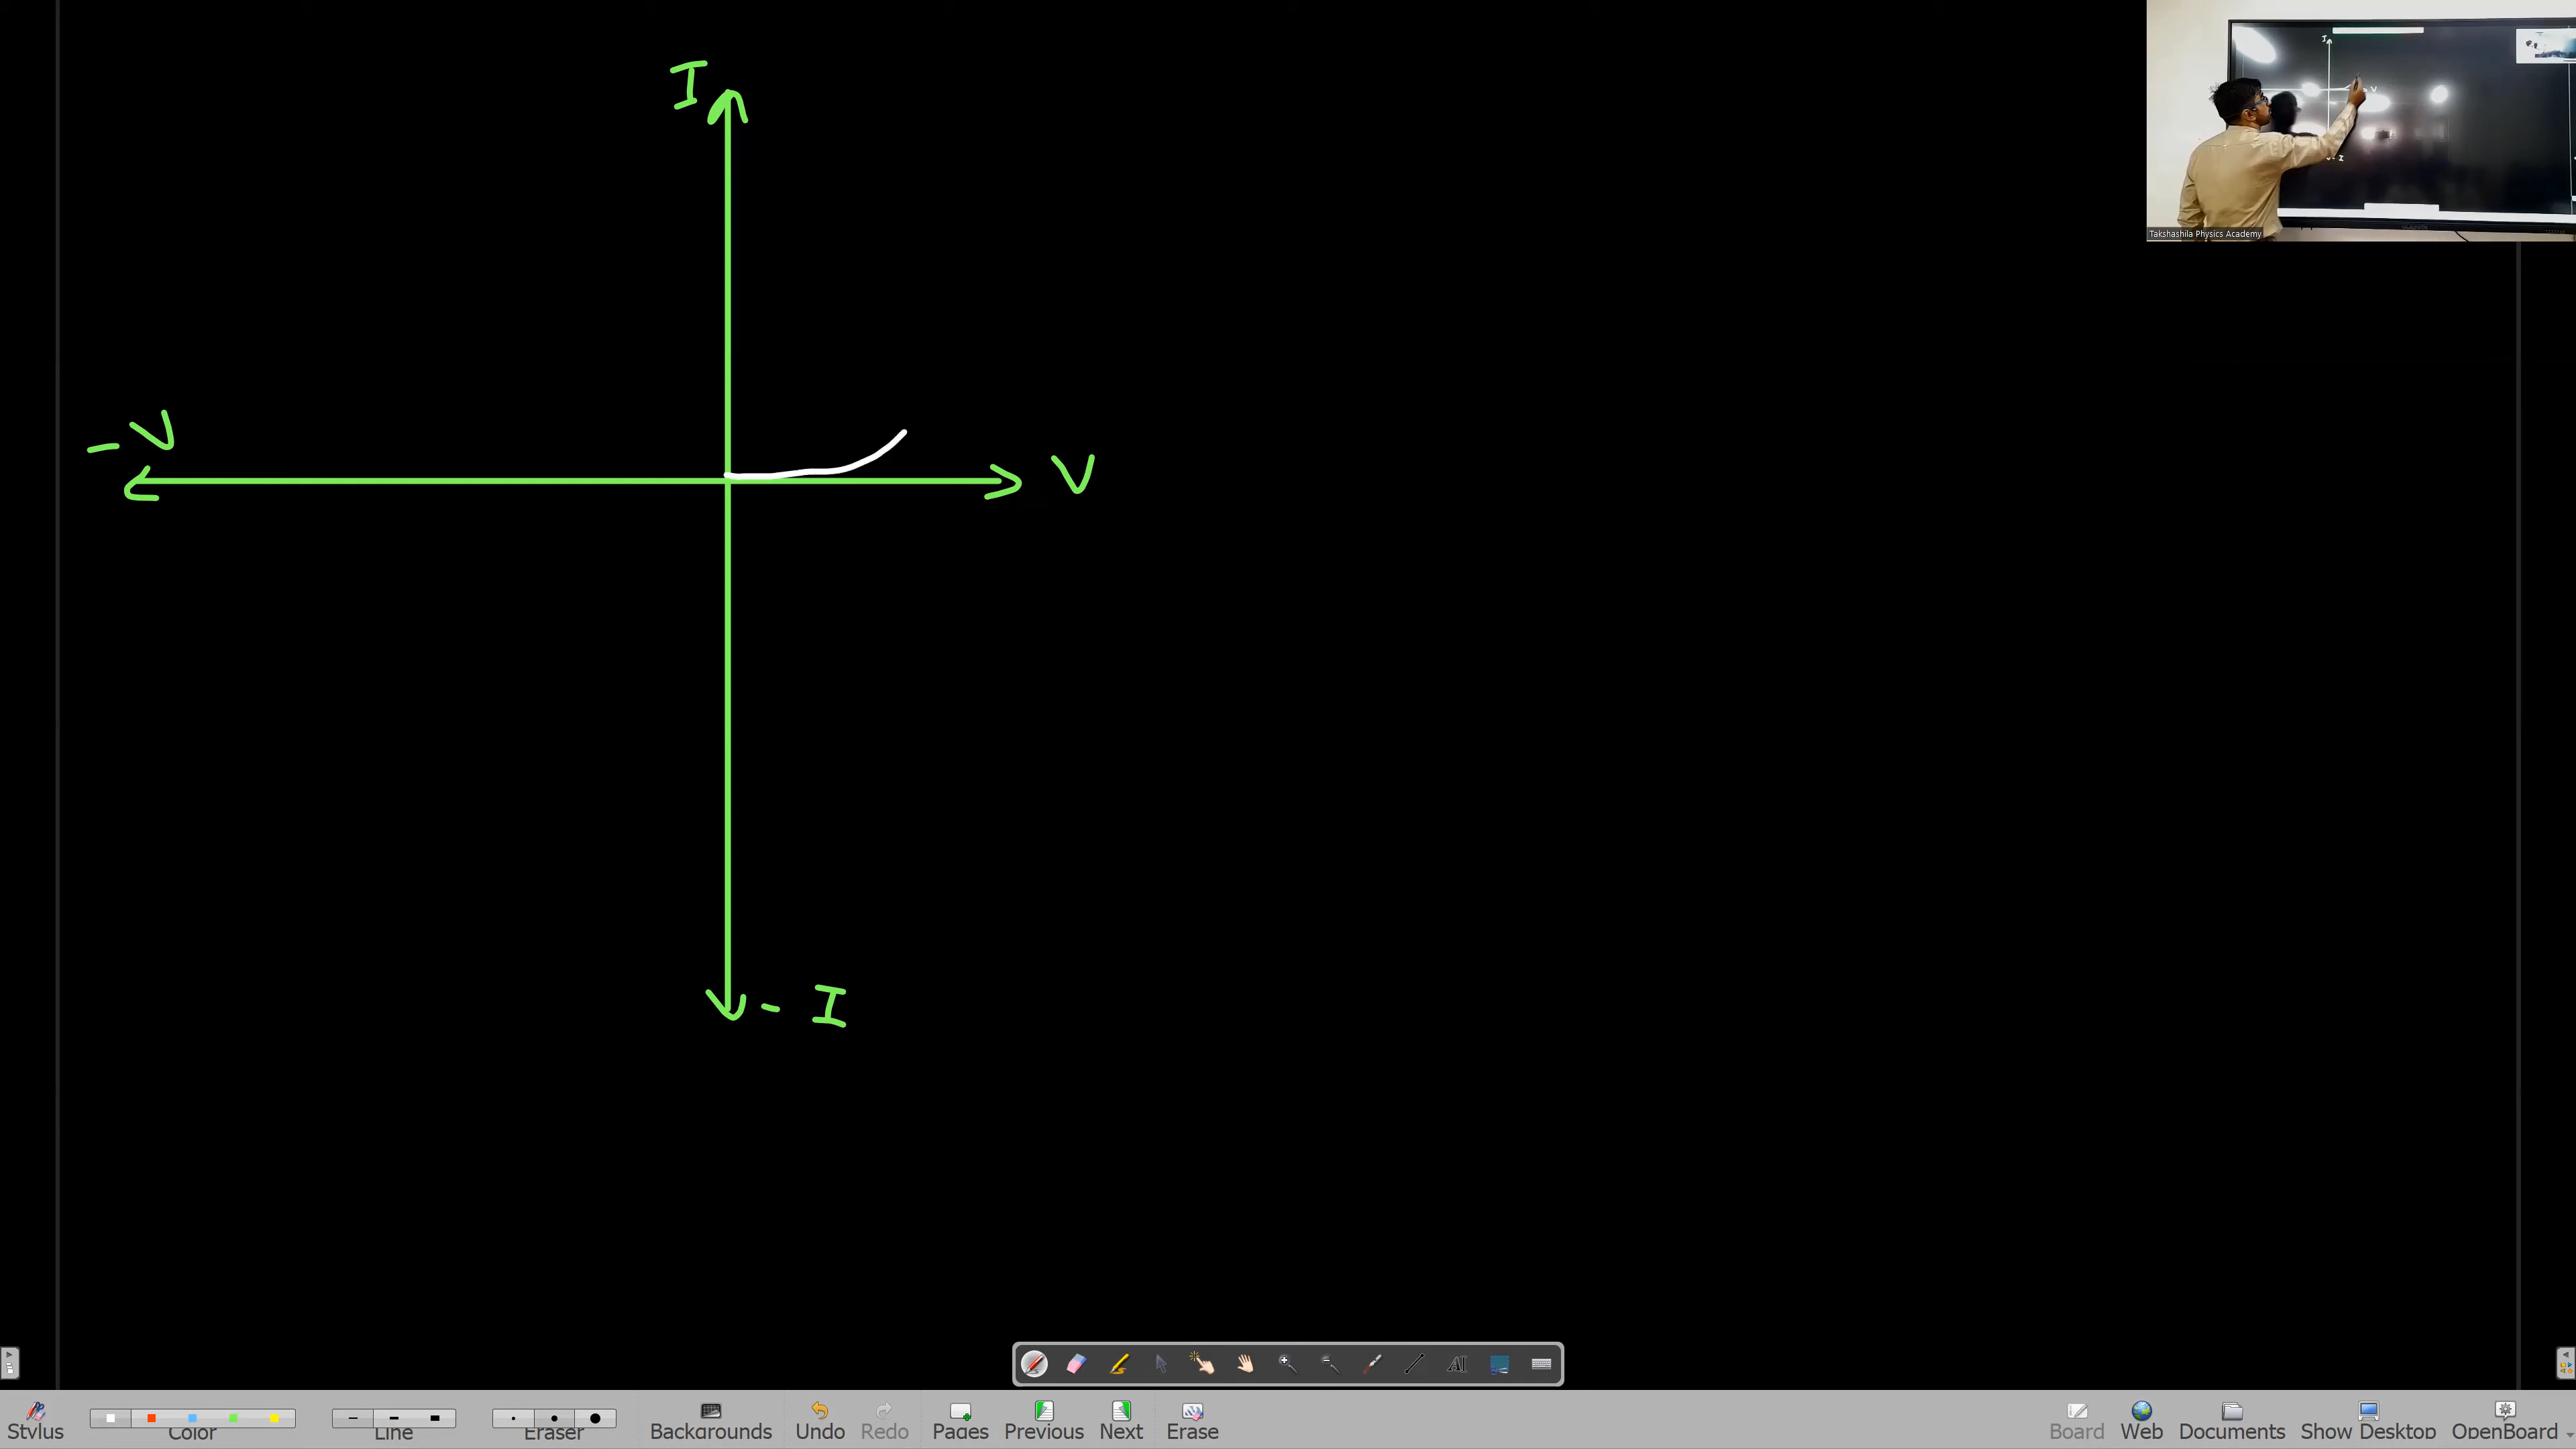 I
- V
V
- I
Takshashila Physics Academy
Stylus
Color
Line
Eraser
Backgrounds
Undo
Redo
Pages
Previous
Next
Erase
Board
Web
Documents
Show Desktop
OpenBoard